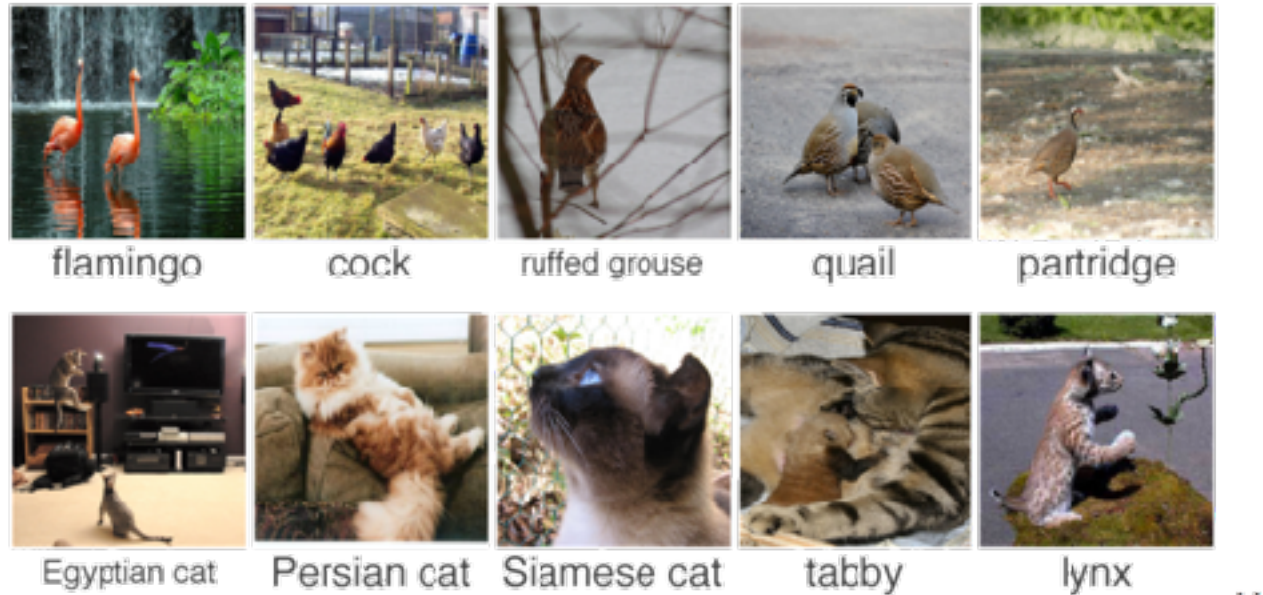 flamingo
cock
ruffed grouse
quail
partridge
Egyptian cat
Persian cat
Siamese cat
tabby
lynx